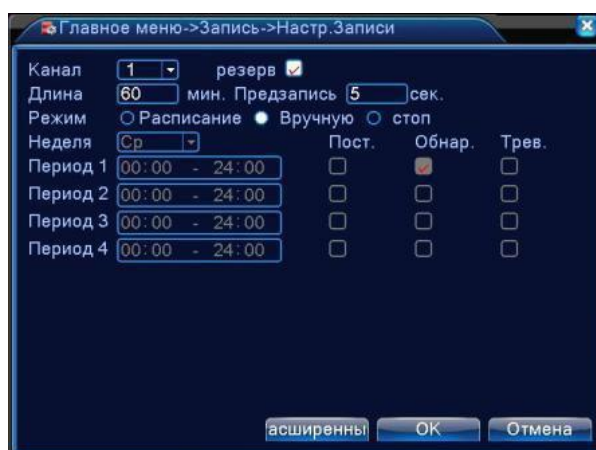 Главное меню->Запись->Настр.Записи
Канал 1 резерв
Длина 60 мин. Предзапись 5 сек.
Режим Расписание Вручную стоп
Неделя Ср Пост. Обнар. Трев.
Период 1 00:00 - 24:00
Период 2 00:00 - 24:00
Период 3 00:00 - 24:00
Период 4 00:00 - 24:00
асширенны OK Отмена